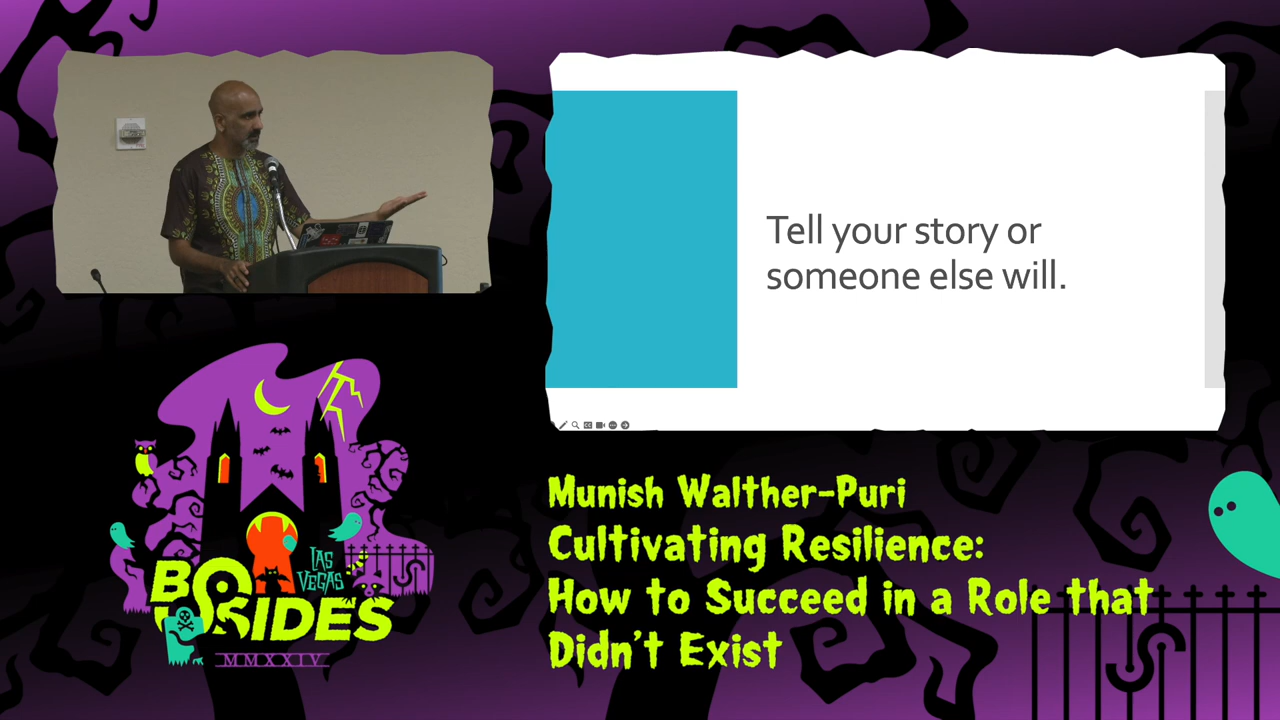 Tell your story or
someone else will.
LAS
VEGAS
BSIDES
MMXXIV
Munish Walther-Puri
Cultivating Resilience:
How to Succeed in a Role that
Didn't Exist